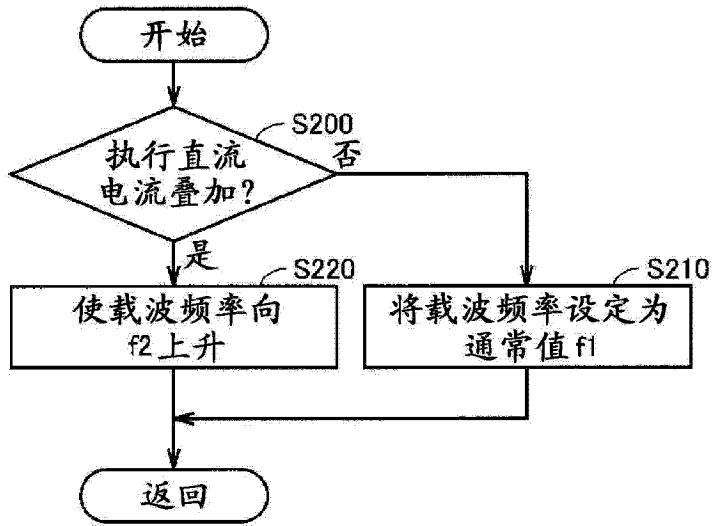 开始
S200
执行直流
电流叠加?
否
是
S220
使载波频率向
f2上升
S210
将载波频率设定为
通常值f1
返回